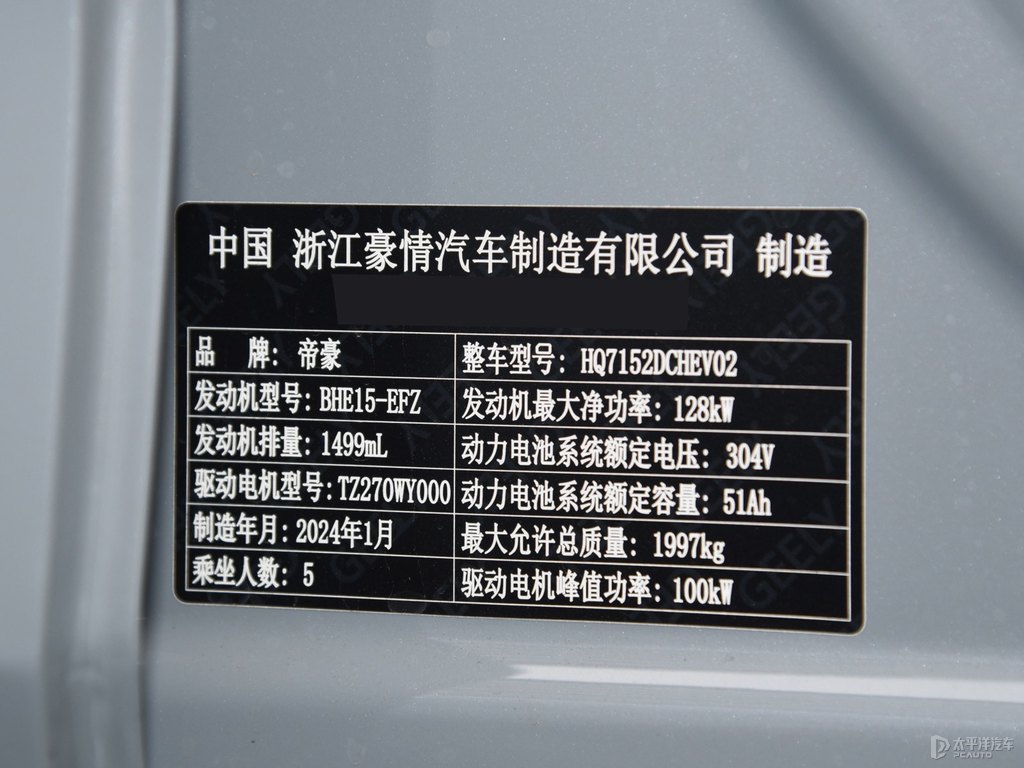 中国 浙江豪情汽车制造有限公司 制造
品 牌: 帝豪 整车型号: HQ7152DCHEV02
发动机型号: BHE15-EFZ 发动机最大净功率: 128kW
发动机排量: 1499mL 动力电池系统额定电压: 304V
驱动电机型号: TZ270WY000 动力电池系统额定容量: 51Ah
制造年月: 2024年1月 最大允许总质量: 1997kg
乘坐人数: 5 驱动电机峰值功率: 100kW
GEELY
太平洋汽车
PCAUTO